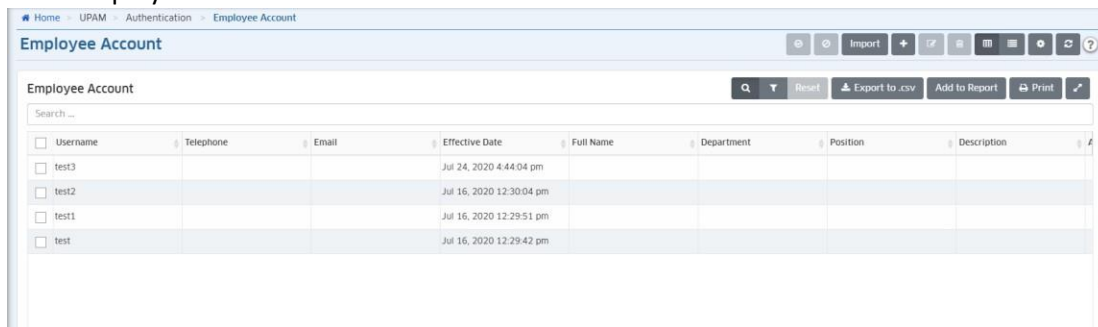 Home > UPAM > Authentication > Employee Account
Employee Account
Import
?
Employee Account
Reset Export to .csv Add to Report Print
Search ...
Username Telephone Email Effective Date Full Name Department Position Description
test3 Jul 24, 2020 4:44:04 pm
test2 Jul 16, 2020 12:30:04 pm
test1 Jul 16, 2020 12:29:51 pm
test Jul 16, 2020 12:29:42 pm